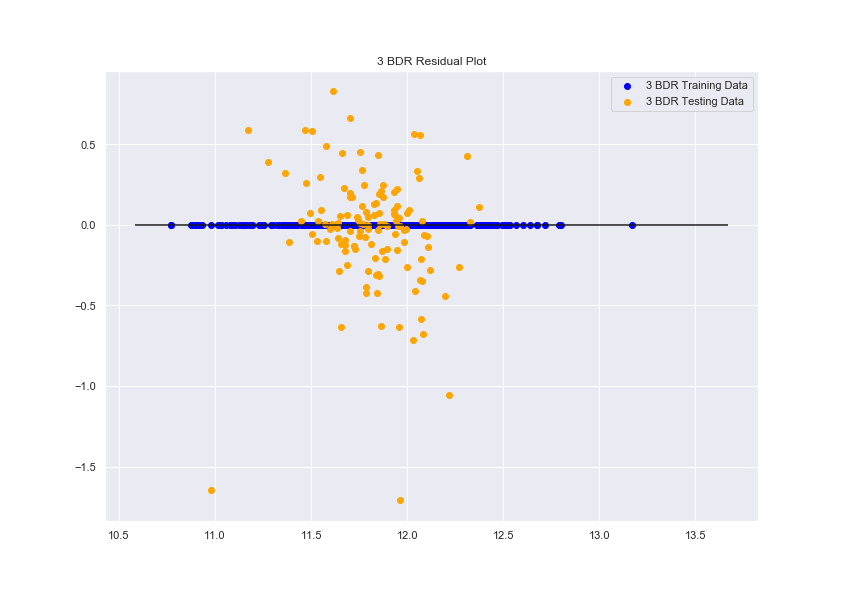 3 BDR Residual Plot
3 BDR Training Data
3 BDR Testing Data
0.5
0.0
−0.5
−1.0
−1.5
10.5 11.0 11.5 12.0 12.5 13.0 13.5